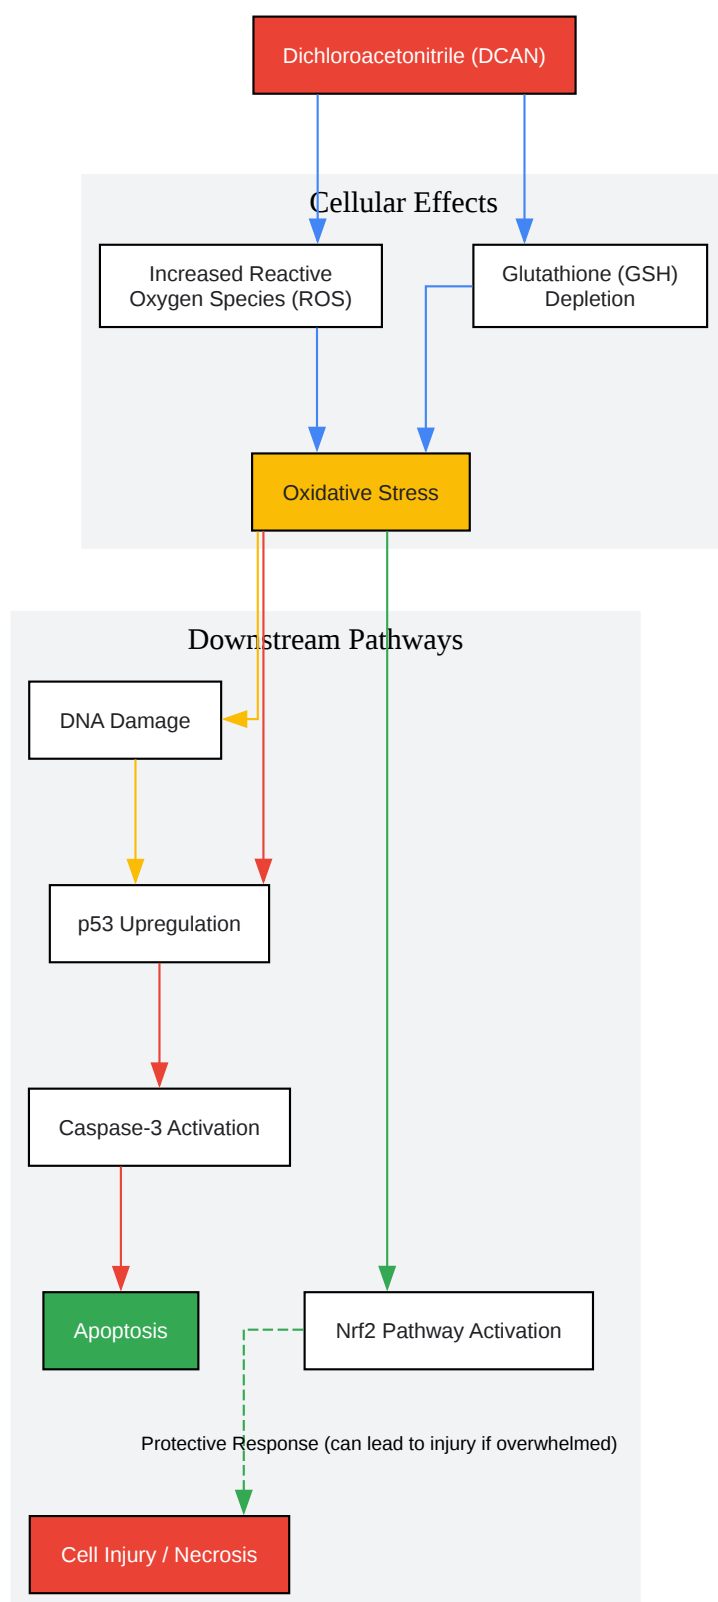 Dichloroacetonitrile (DCAN)
Cellular Effects
Increased Reactive
Oxygen Species (ROS)
Glutathione (GSH)
Depletion
Oxidative Stress
Downstream Pathways
DNA Damage
p53 Upregulation
Caspase-3 Activation
Apoptosis
Nrf2 Pathway Activation
Protective Response (can lead to injury if overwhelmed)
Cell Injury / Necrosis